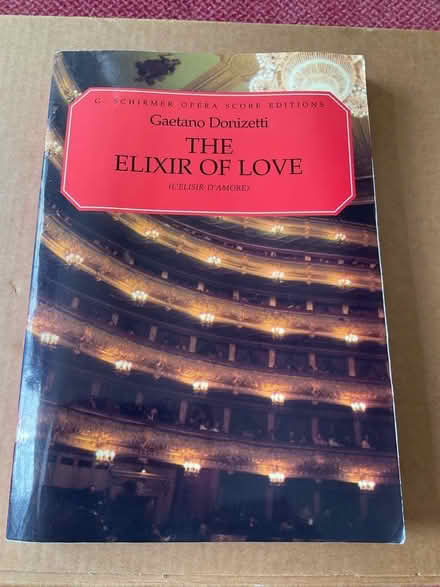 G. SCHIRMER OPERA SCORE EDITIONS
Gaetano Donizetti
THE
ELIXIR OF LOVE
(L'ELISIR D'AMORE)